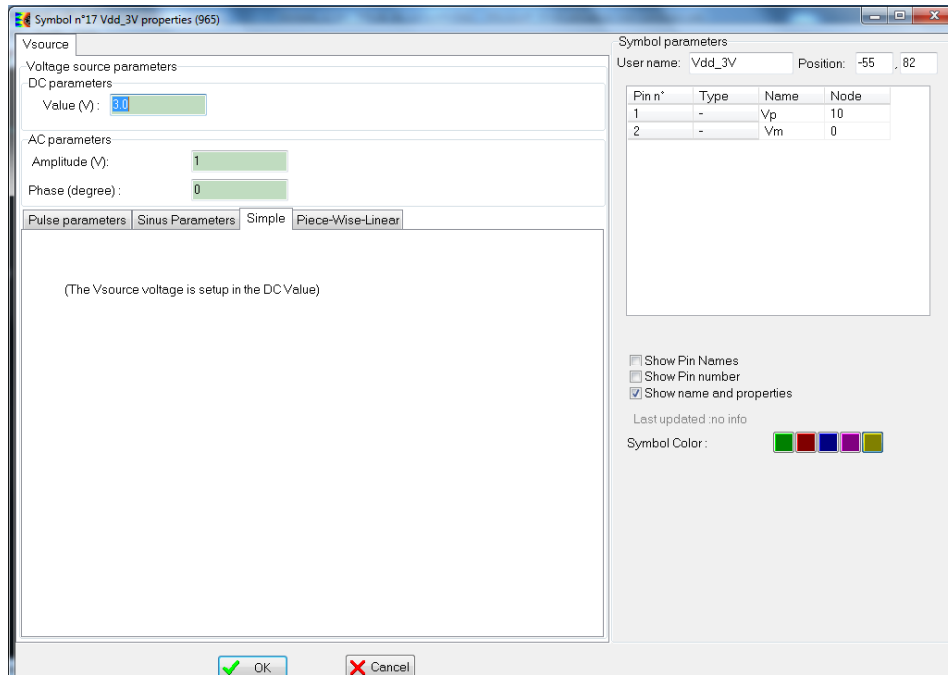 Symbol n°17 Vdd_3V properties (965)
Vsource
Voltage source parameters
DC parameters
Value (V) : 3.0
AC parameters
Amplitude (V): 1
Phase (degree) : 0
Pulse parameters Sinus Parameters Simple Piece-Wise-Linear
(The Vsource voltage is setup in the DC Value)
OK Cancel
Symbol parameters
User name: Vdd_3V Position: -55 , 82
Pin n° Type Name Node
1 - Vp 10
2 - Vm 0
Show Pin Names
Show Pin number
Show name and properties
Last updated :no info
Symbol Color :